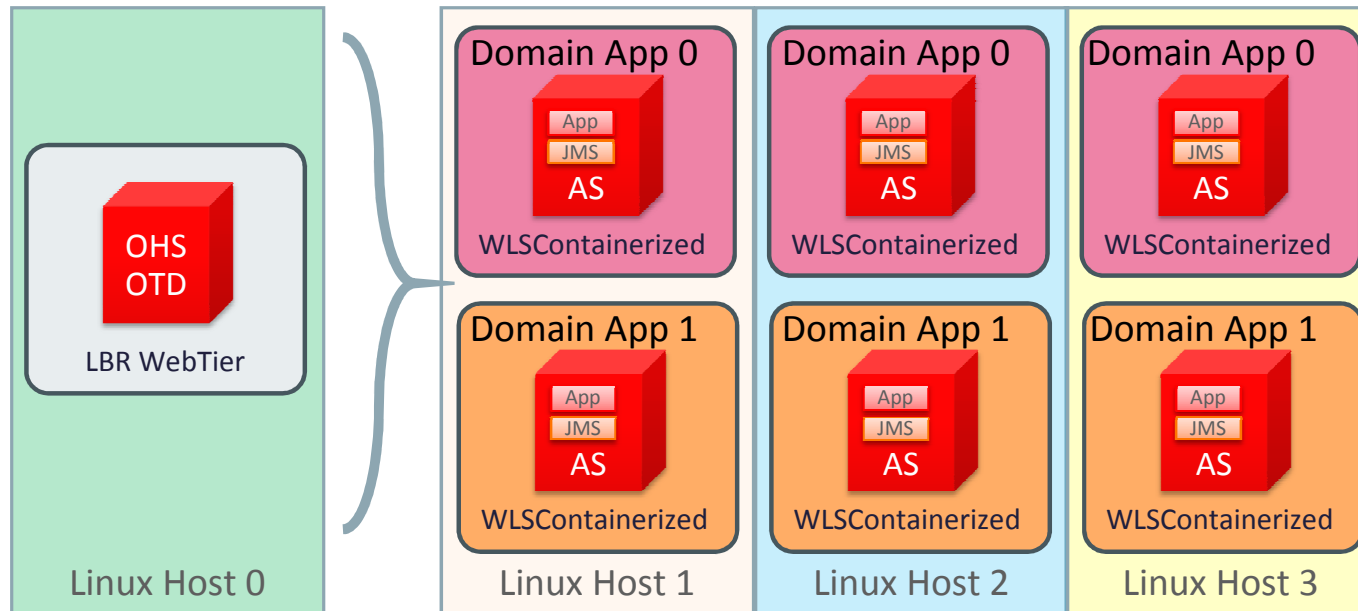 OHS
OTD
LBR WebTier
Linux Host 0
Domain App 0
App
JMS
AS
WLSContainerized
Domain App 1
App
JMS
AS
WLSContainerized
Linux Host 1
Domain App 0
App
JMS
AS
WLSContainerized
Domain App 1
App
JMS
AS
WLSContainerized
Linux Host 2
Domain App 0
App
JMS
AS
WLSContainerized
Domain App 1
App
JMS
AS
WLSContainerized
Linux Host 3